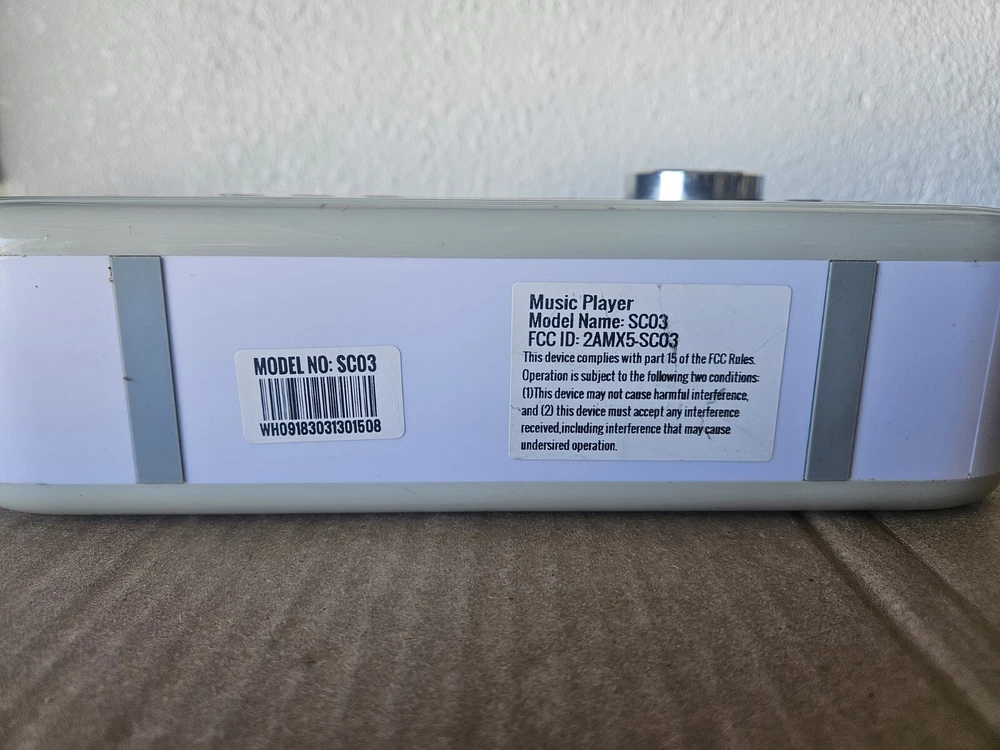 MODEL NO: SC03
WH09183031301508
Music Player
Model Name: SC03
FCC ID: 2AMX5-SC03
This device complies with part 15 of the FCC Rules.
Operation is subject to the following two conditions:
(1)This device may not cause harmful interference,
and (2) this device must accept any interference
received,including interference that may cause
undersired operation.